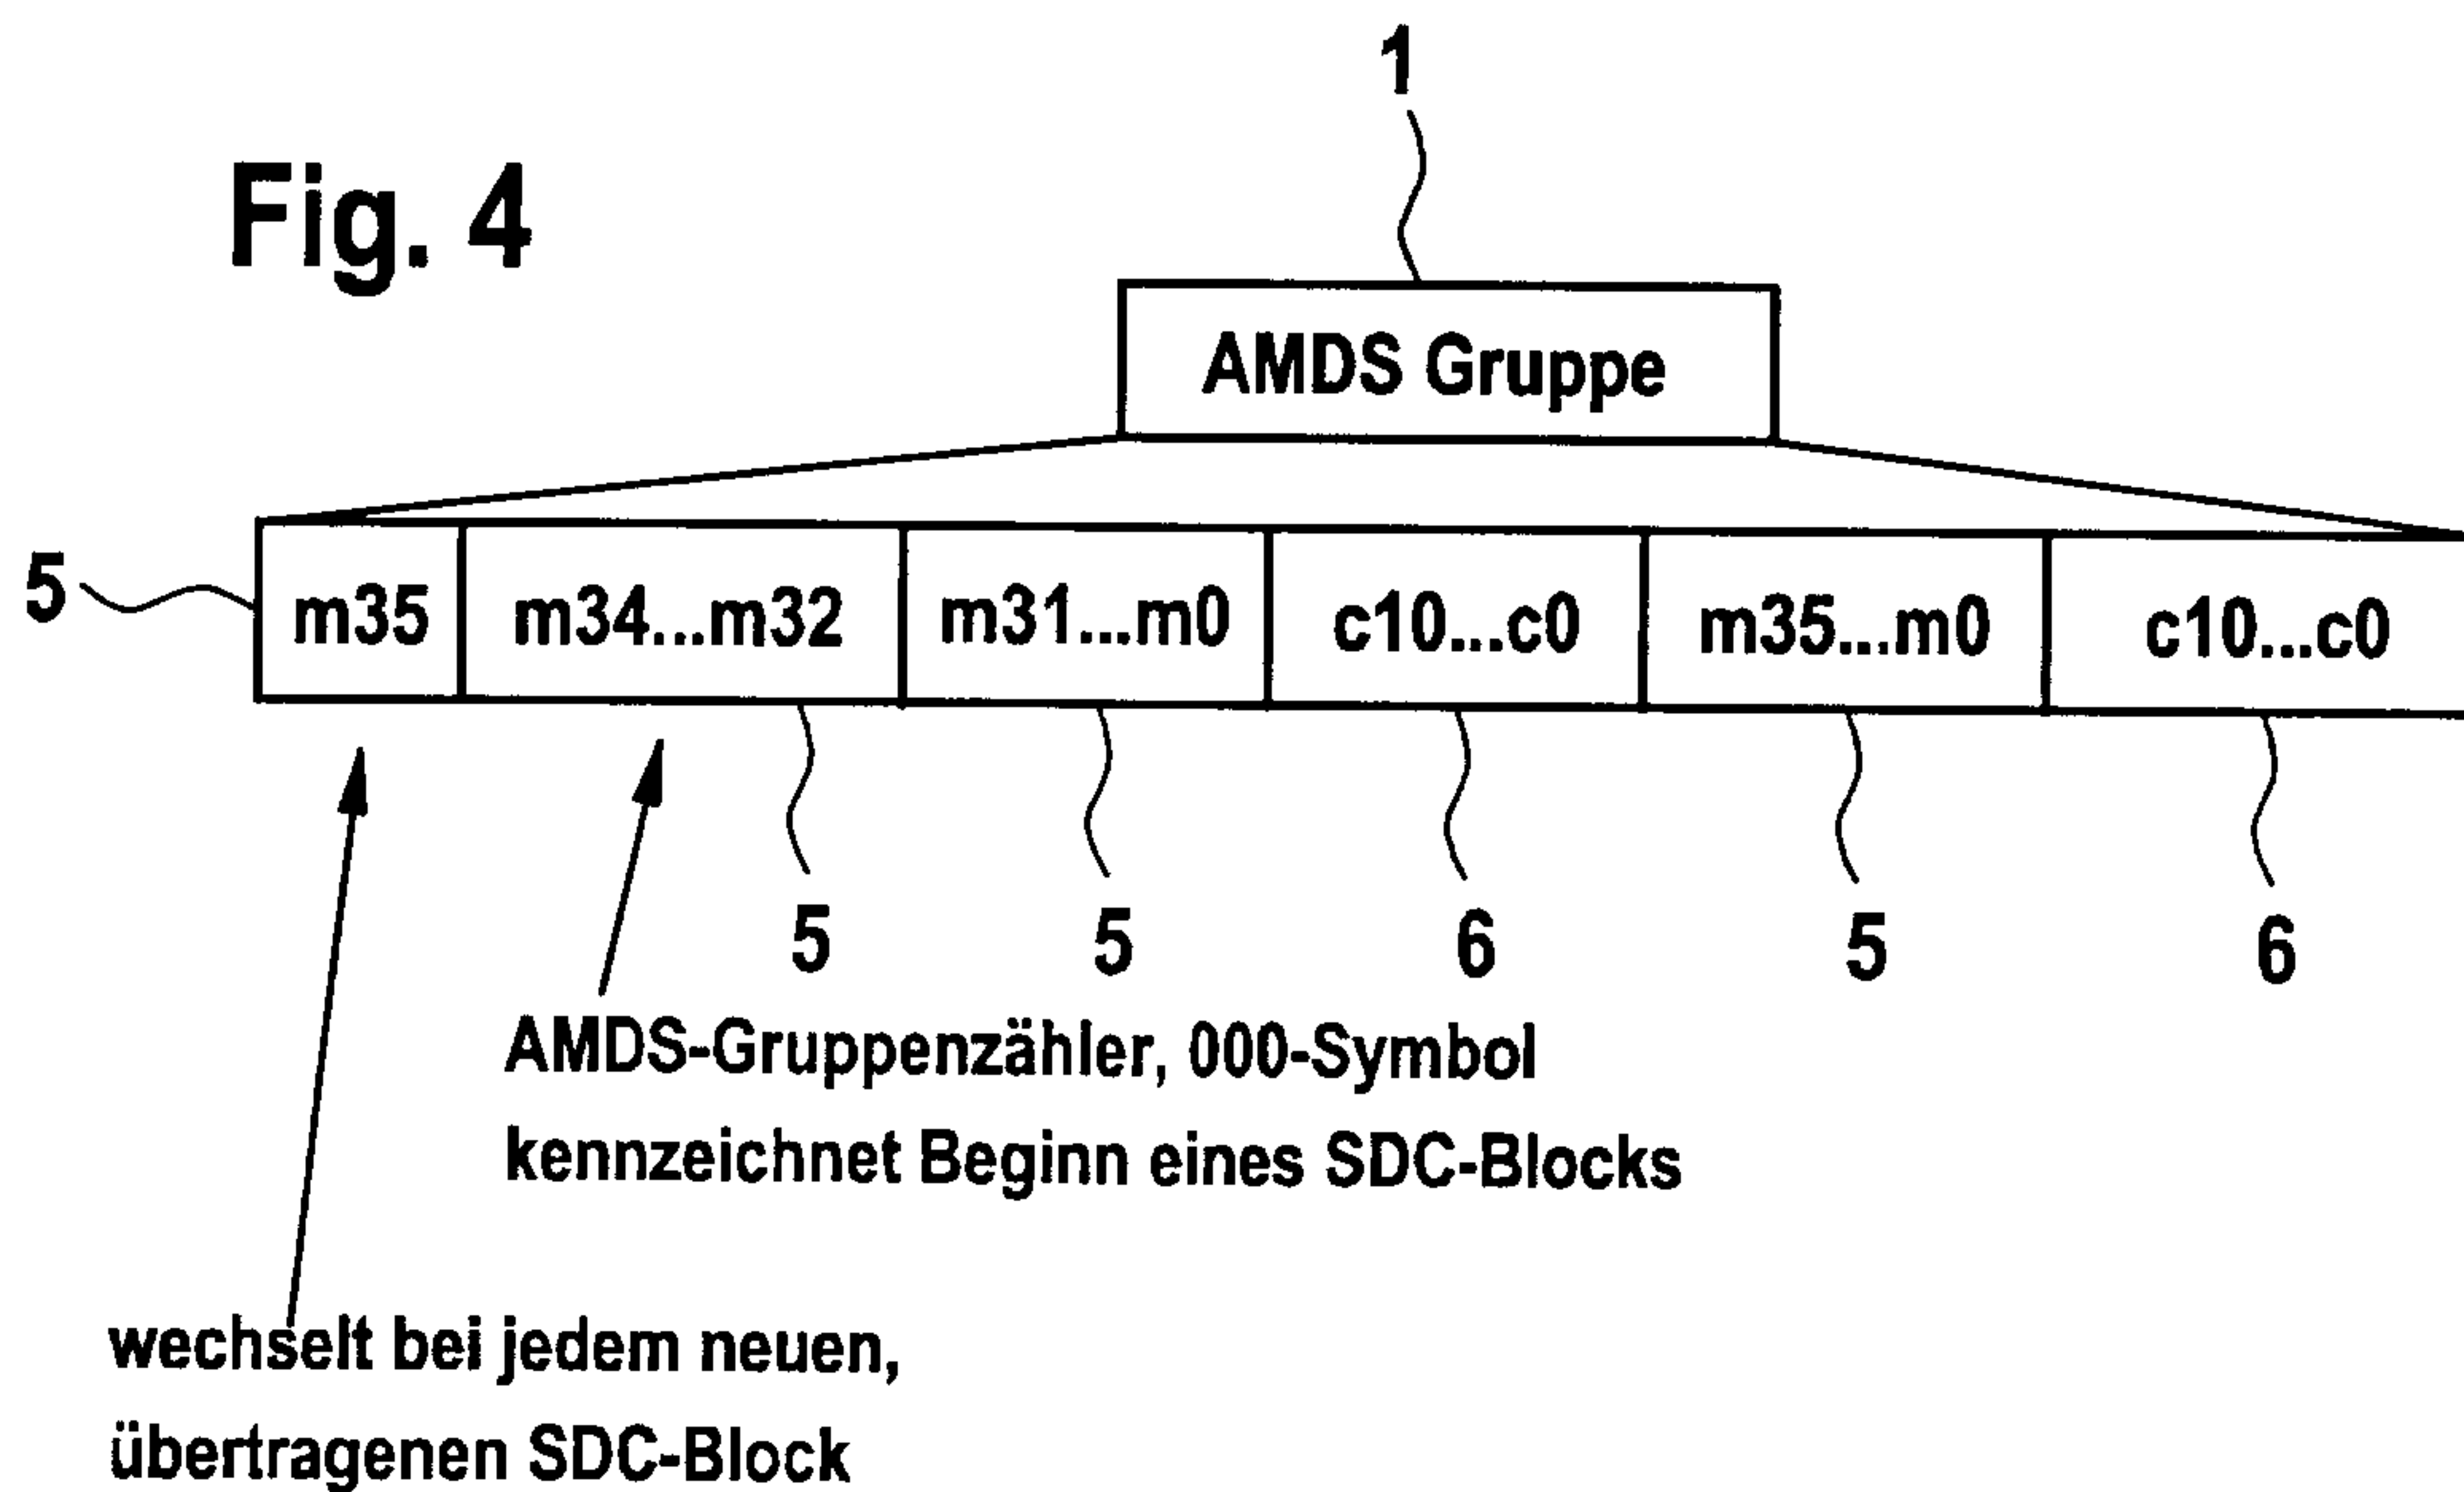 1
Fig. 4
AMDS Gruppe
5
m35 m34...m32 m31...m0 c10...c0 m35...m0 c10...c0
5 5 6 5 6
AMDS-Gruppenzähler, 000-Symbol
kennzeichnet Beginn eines SDC-Blocks
wechselt bei jedem neuen,
übertragenen SDC-Block